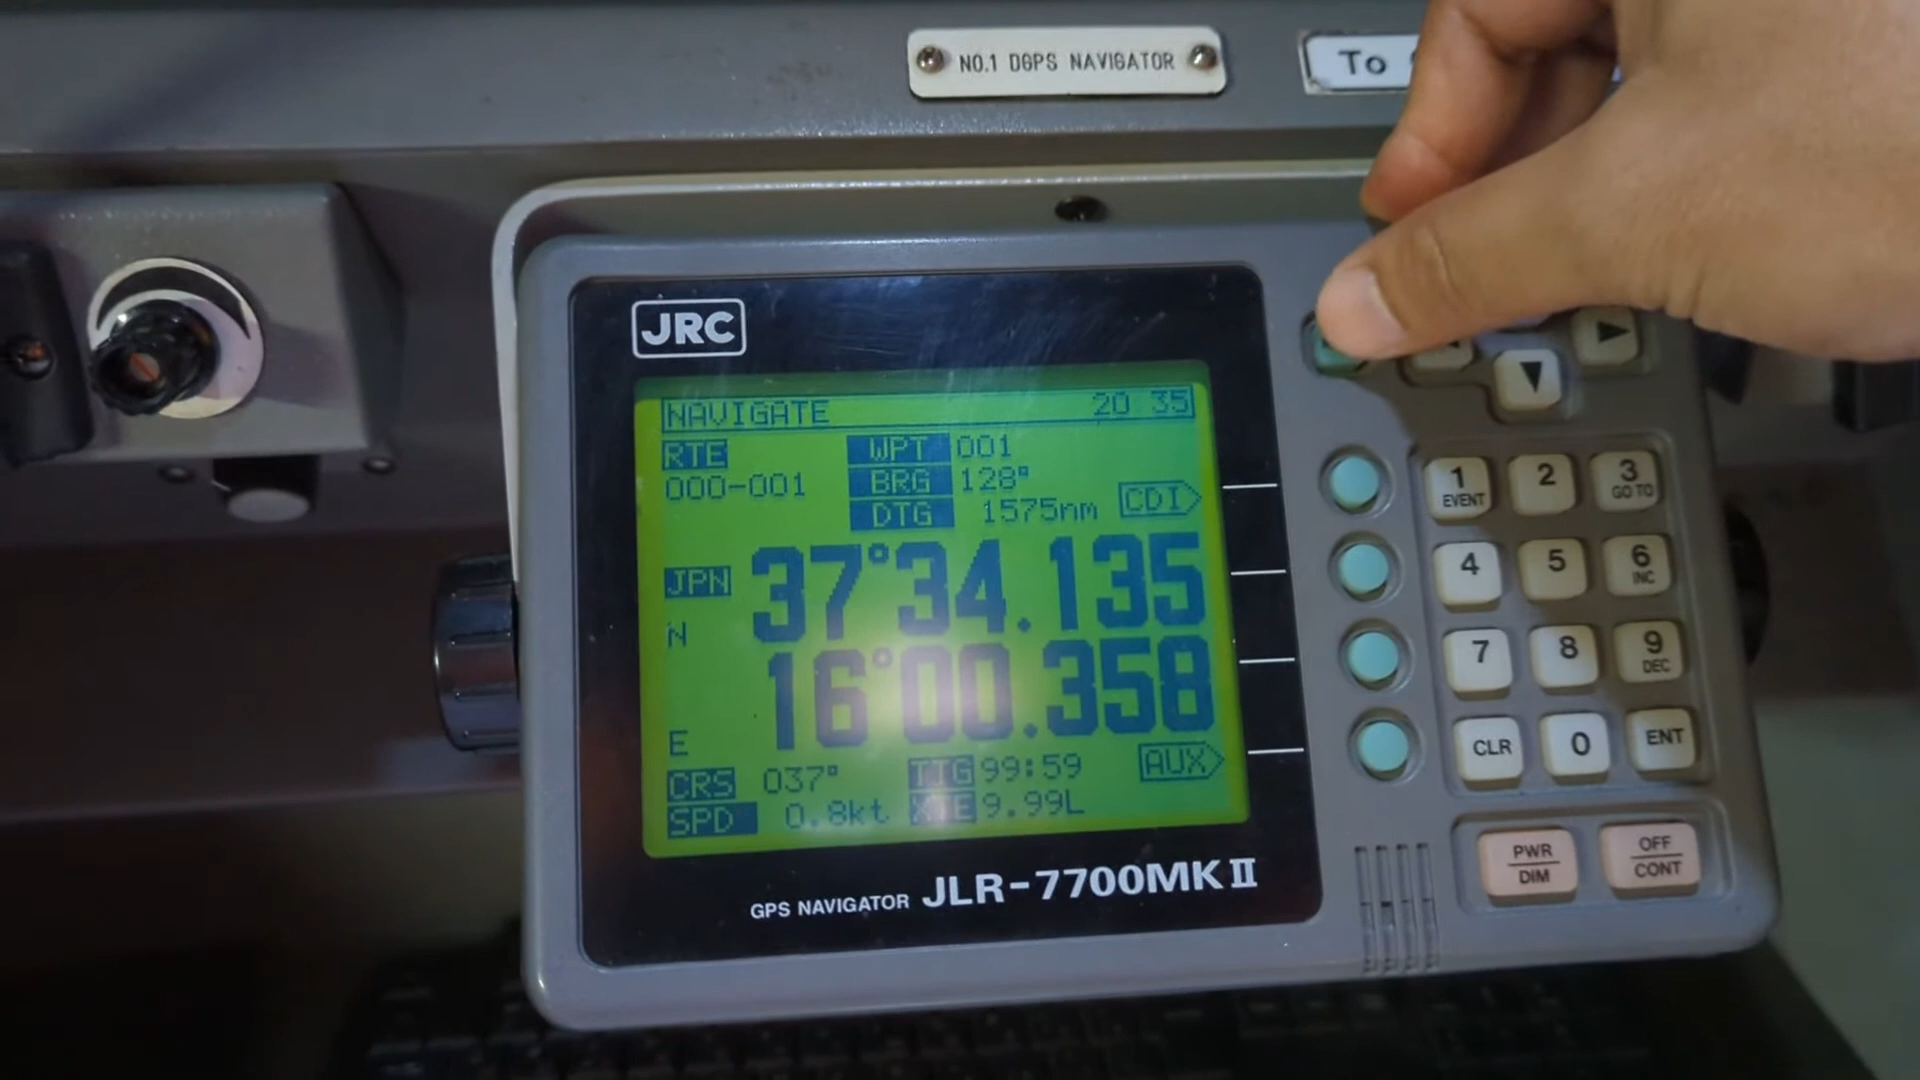 NO.1 DGPS NAVIGATOR
To
JRC
NAVIGATE 20 35
RTE WPT 001
000-001 BRG 128°
DTG 1575nm CDI
JPN 37°34.135
N
16°00.358
E
CRS 037° TTG 99:59 AUX
SPD 0.8kt XTE 9.99L
GPS NAVIGATOR JLR-7700MK II
1 EVENT 2 3 GO TO
4 5 6 INC
7 8 9 DEC
CLR 0 ENT
PWR DIM OFF CONT